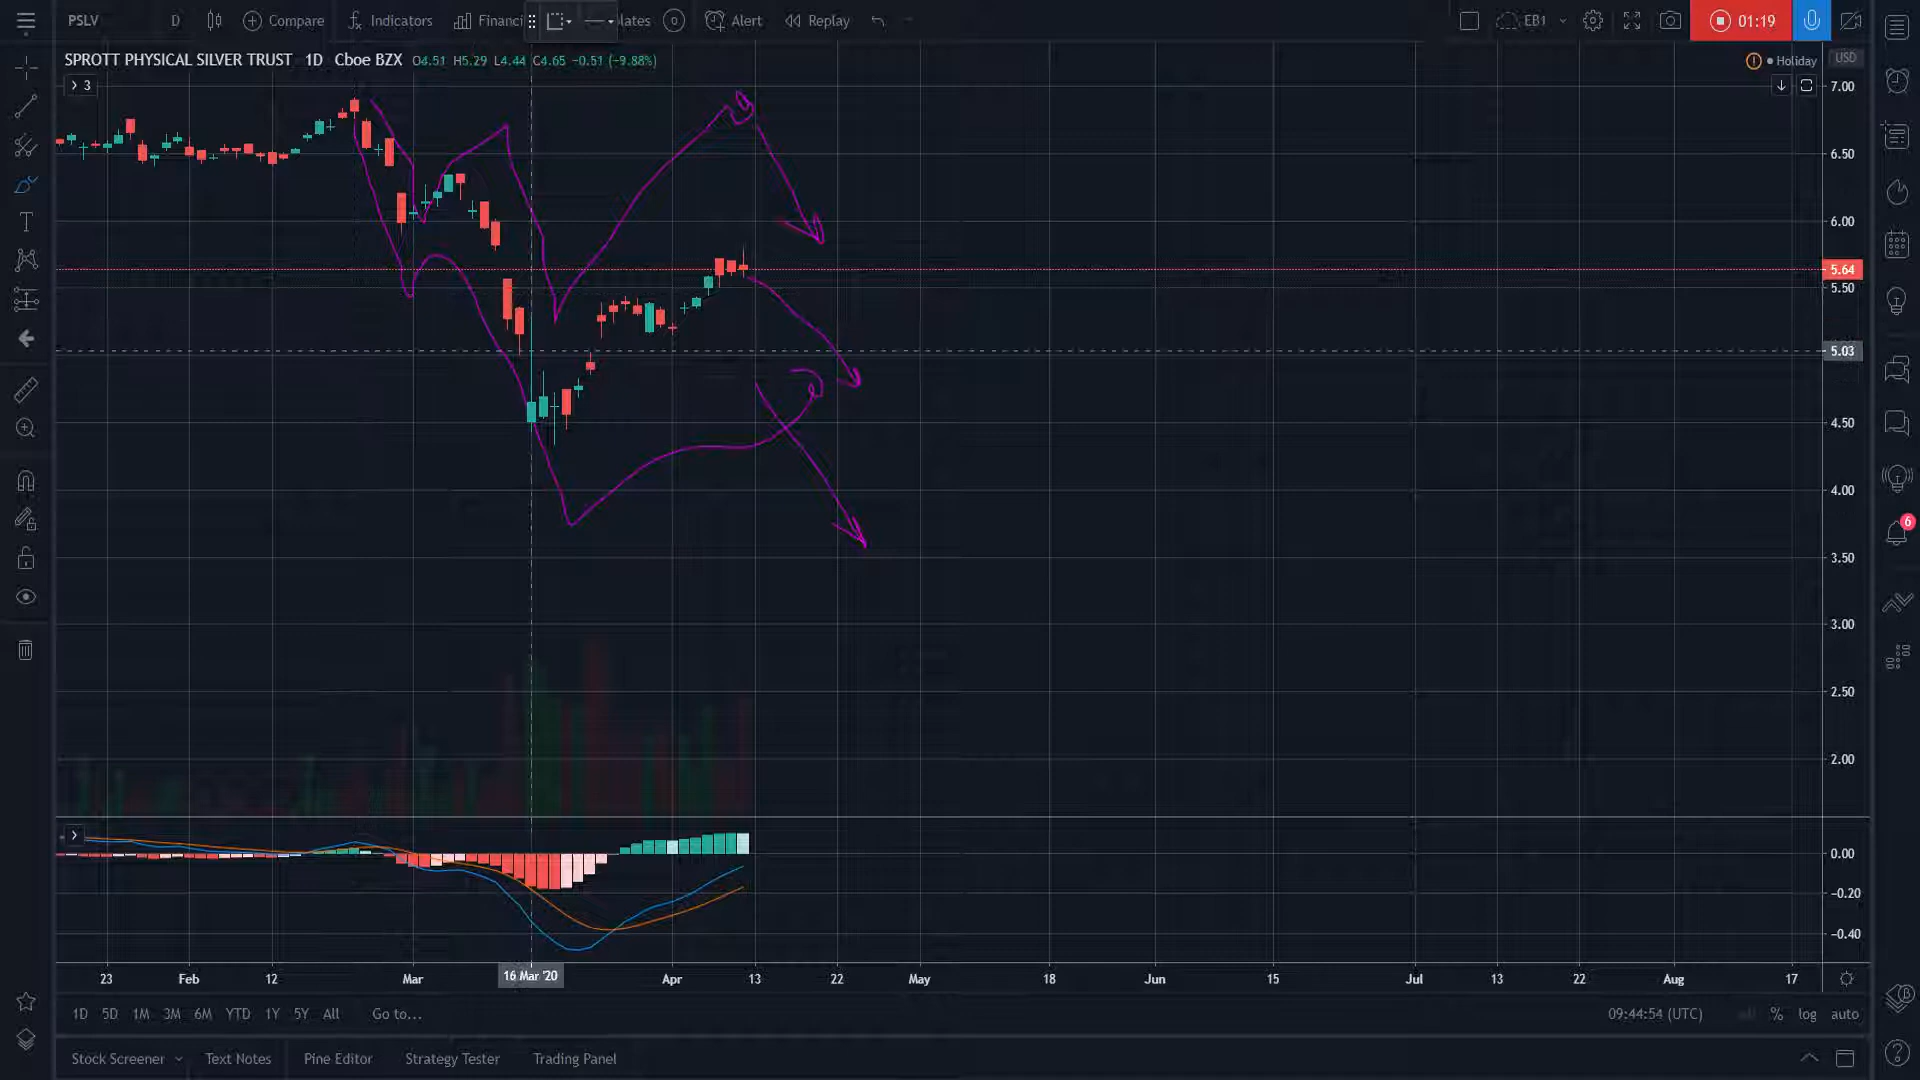 PSLV D Compare Indicators Financi lates Alert Replay EB1 01:19
SPROTT PHYSICAL SILVER TRUST 1D Cboe BZX O4.51 H5.29 L4.44 C4.65 −0.51 (−9.88%)
Holiday USD
3
7.00
6.50
6.00
5.64
5.50
5.03
4.50
4.00
3.50
6
3.00
2.50
2.00
0.00
−0.20
−0.40
23 Feb 12 Mar 16 Mar '20 Apr 13 22 May 18 Jun 15 Jul 13 22 Aug 17
1D 5D 1M 3M 6M YTD 1Y 5Y All Go to... 09:44:54 (UTC) % log auto
Stock Screener Text Notes Pine Editor Strategy Tester Trading Panel